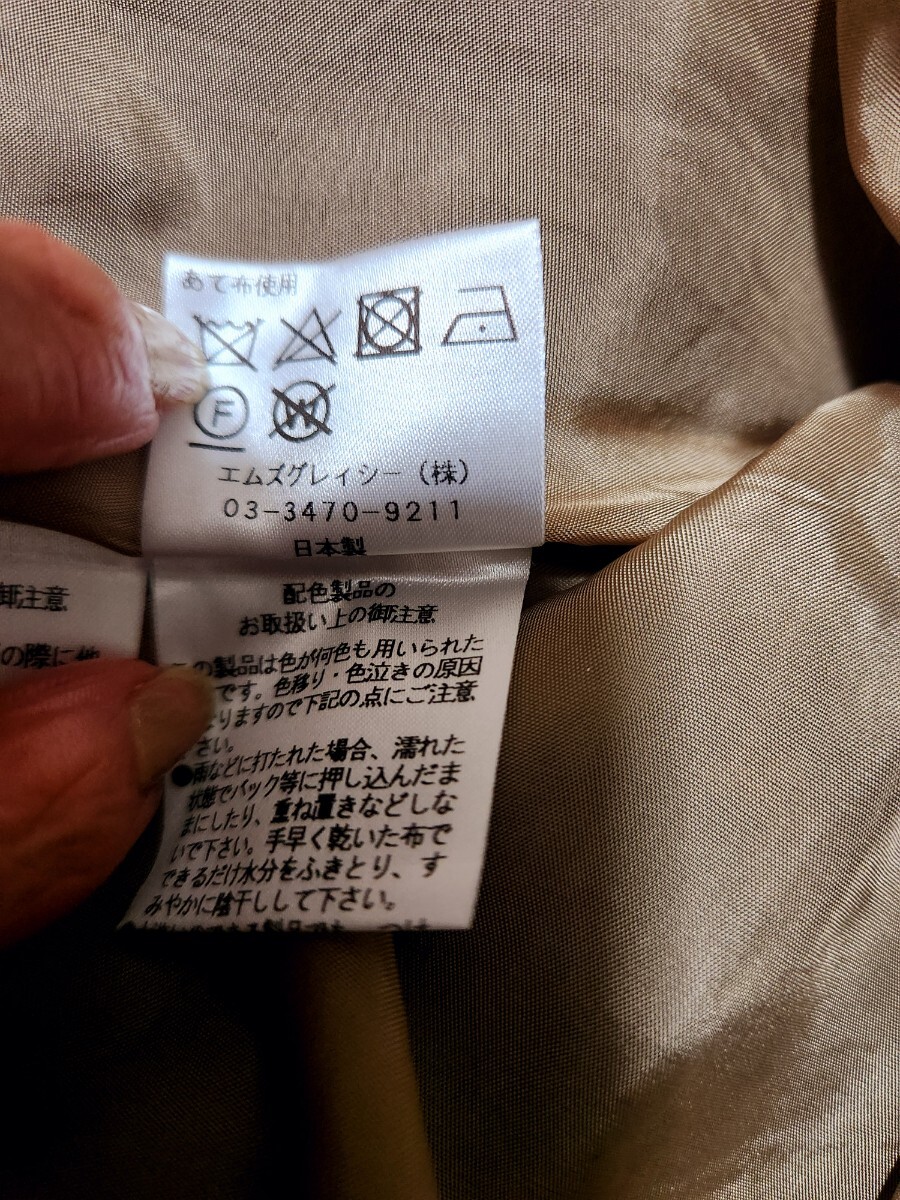 あて布使用
F
W
エムズグレイシー（株）
03-3470-9211
日本製
配色製品の
お取扱い上の御注意
の製品は色が何色も用いられた
です。色移り・色泣きの原因
りますので下記の点にご注意
さい。
●雨などに打たれた場合、濡れた
状態でバック等に押し込んだま
まにしたり、重ね置きなどしな
いで下さい。手早く乾いた布で
できるだけ水分をふきとり、す
みやかに陰干しして下さい。
御注意
の際に他